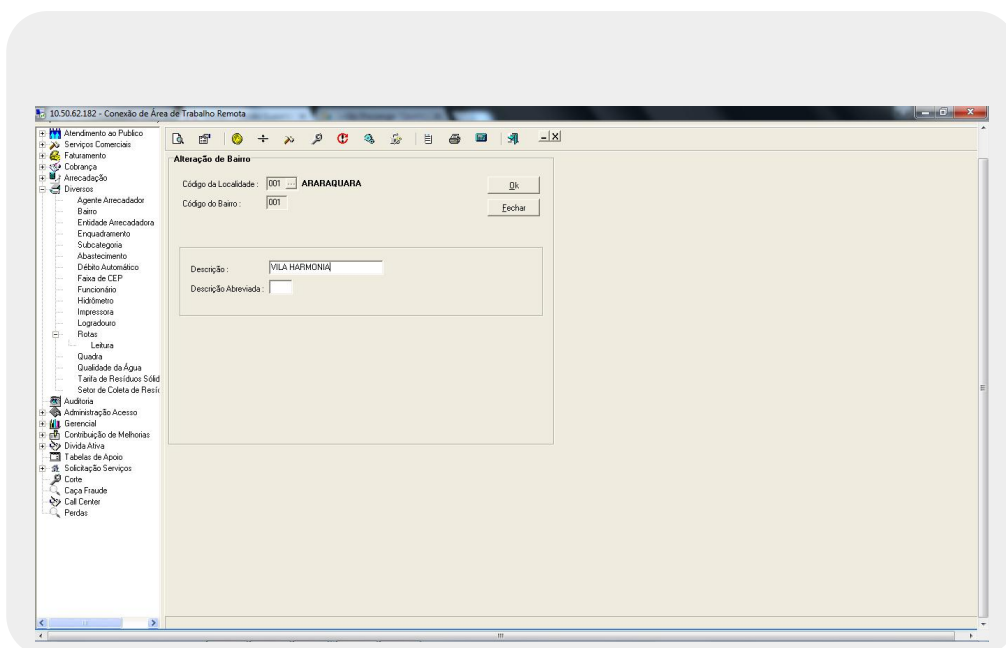 10.50.62.182 - Conexão de Área de Trabalho Remota
Atendimento ao Publico
Serviços Comerciais
Faturamento
Cobrança
Arrecadação
Diversos
Agente Arrecadador
Bairro
Entidade Arrecadadora
Enquadramento
Subcategoria
Abastecimento
Débito Automático
Faixa de CEP
Funcionário
Hidrômetro
Impressora
Logradouro
Rotas
Leitura
Quadra
Qualidade da Água
Tarifa de Resíduos Sólid
Setor de Coleta de Resíc
Auditoria
Administração Acesso
Gerencial
Contribuição de Melhorias
Divida Ativa
Tabelas de Apoio
Solicitação Serviços
Corte
Caça Fraude
Call Center
Perdas
Alteração de Bairro
Código da Localidade : 001 ... ARARAQUARA
Ok
Código do Bairro : 001
Fechar
Descrição : VILA HARMONIA
Descrição Abreviada :